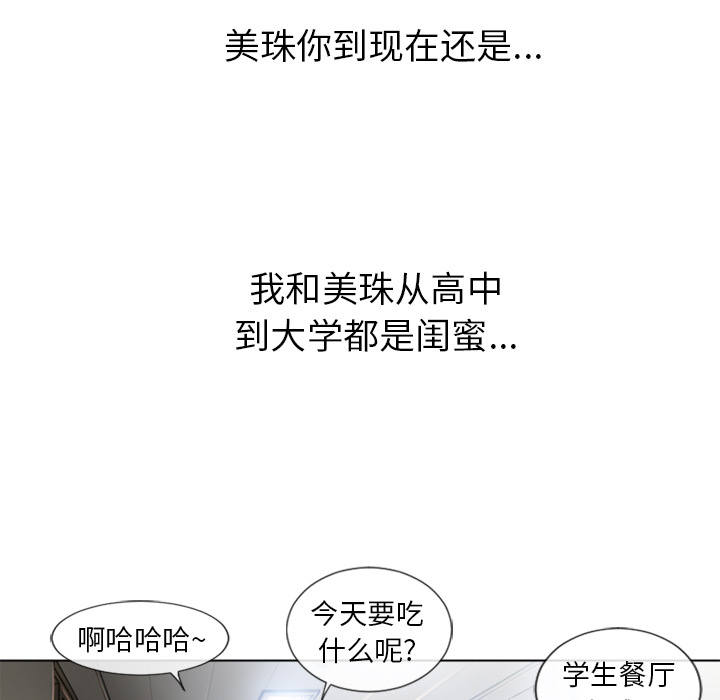 美珠你到现在还是...
我和美珠从高中
到大学都是闺蜜...
啊哈哈哈~
今天要吃
什么呢?
学生餐厅